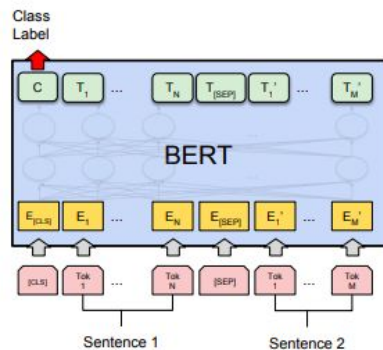 Class
Label
C T1 ... TN T[SEP] T1' ... TM'
BERT
E[CLS] E1 ... EN E[SEP] E1' ... EM'
[CLS] Tok 1 ... Tok N [SEP] Tok 1 ... Tok M
Sentence 1 Sentence 2